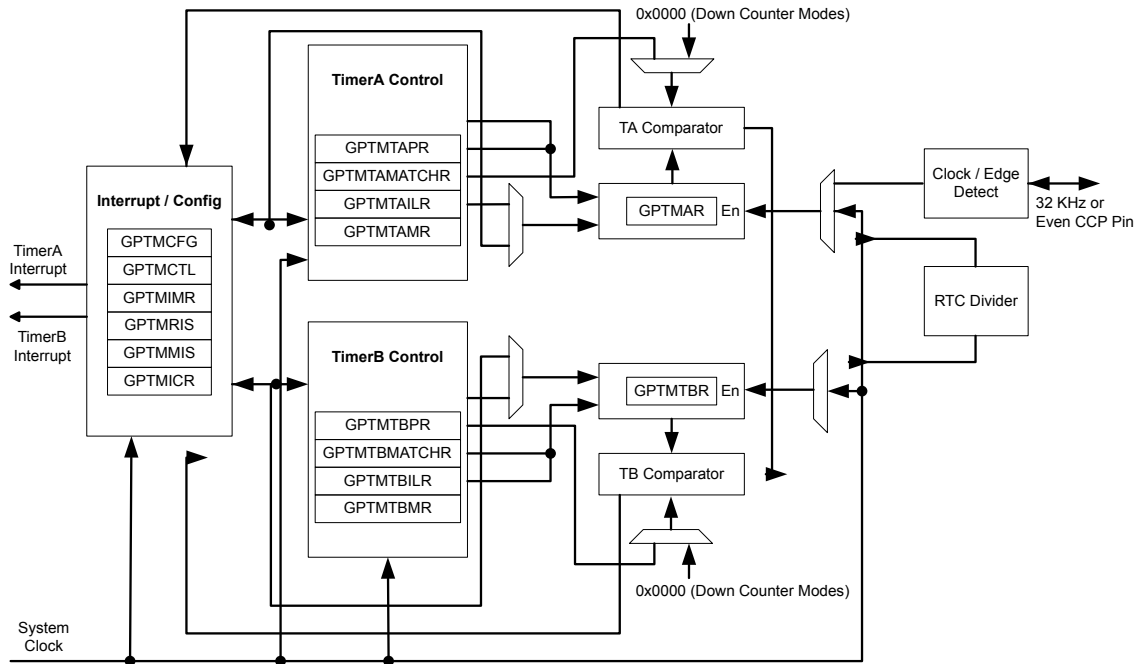 0x0000 (Down Counter Modes)
TimerA Control
GPTMTAPR
GPTMTAMATCHR
GPTMTAILR
GPTMTAMR
TA Comparator
GPTMAR
En
Clock / Edge
Detect
32 KHz or
Even CCP Pin
Interrupt / Config
GPTMCFG
GPTMCTL
GPTMIMR
GPTMRIS
GPTMMIS
GPTMICR
TimerA
Interrupt
TimerB
Interrupt
RTC Divider
TimerB Control
GPTMTBPR
GPTMTBMATCHR
GPTMTBILR
GPTMTBMR
GPTMTBR
En
TB Comparator
0x0000 (Down Counter Modes)
System
Clock